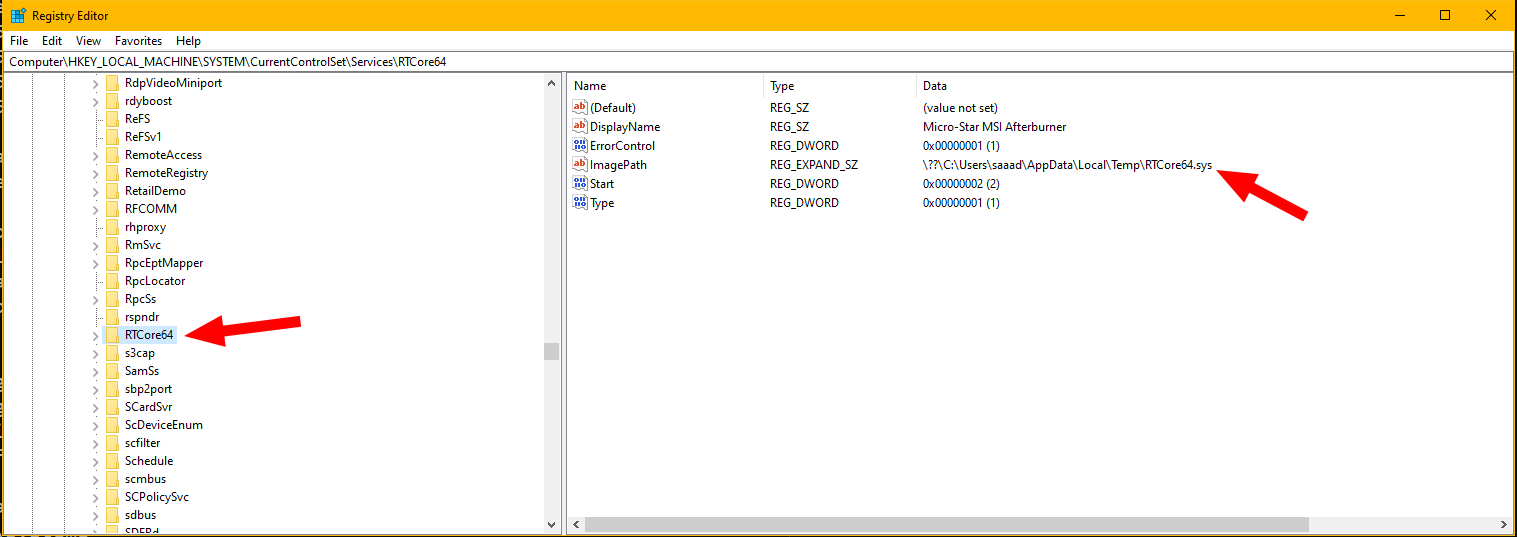 Registry Editor
File Edit View Favorites Help
Computer\HKEY_LOCAL_MACHINE\SYSTEM\CurrentControlSet\Services\RTCore64
RdpVideoMiniport
rdyboost
ReFS
ReFSv1
RemoteAccess
RemoteRegistry
RetailDemo
RFCOMM
rhproxy
RmSvc
RpcEptMapper
RpcLocator
RpcSs
rspndr
RTCore64
s3cap
SamSs
sbp2port
SCardSvr
ScDeviceEnum
scfilter
Schedule
scmbus
SCPolicySvc
sdbus
Name Type Data
(Default) REG_SZ (value not set)
DisplayName REG_SZ Micro-Star MSI Afterburner
ErrorControl REG_DWORD 0x00000001 (1)
ImagePath REG_EXPAND_SZ \??\C:\Users\saaad\AppData\Local\Temp\RTCore64.sys
Start REG_DWORD 0x00000002 (2)
Type REG_DWORD 0x00000001 (1)